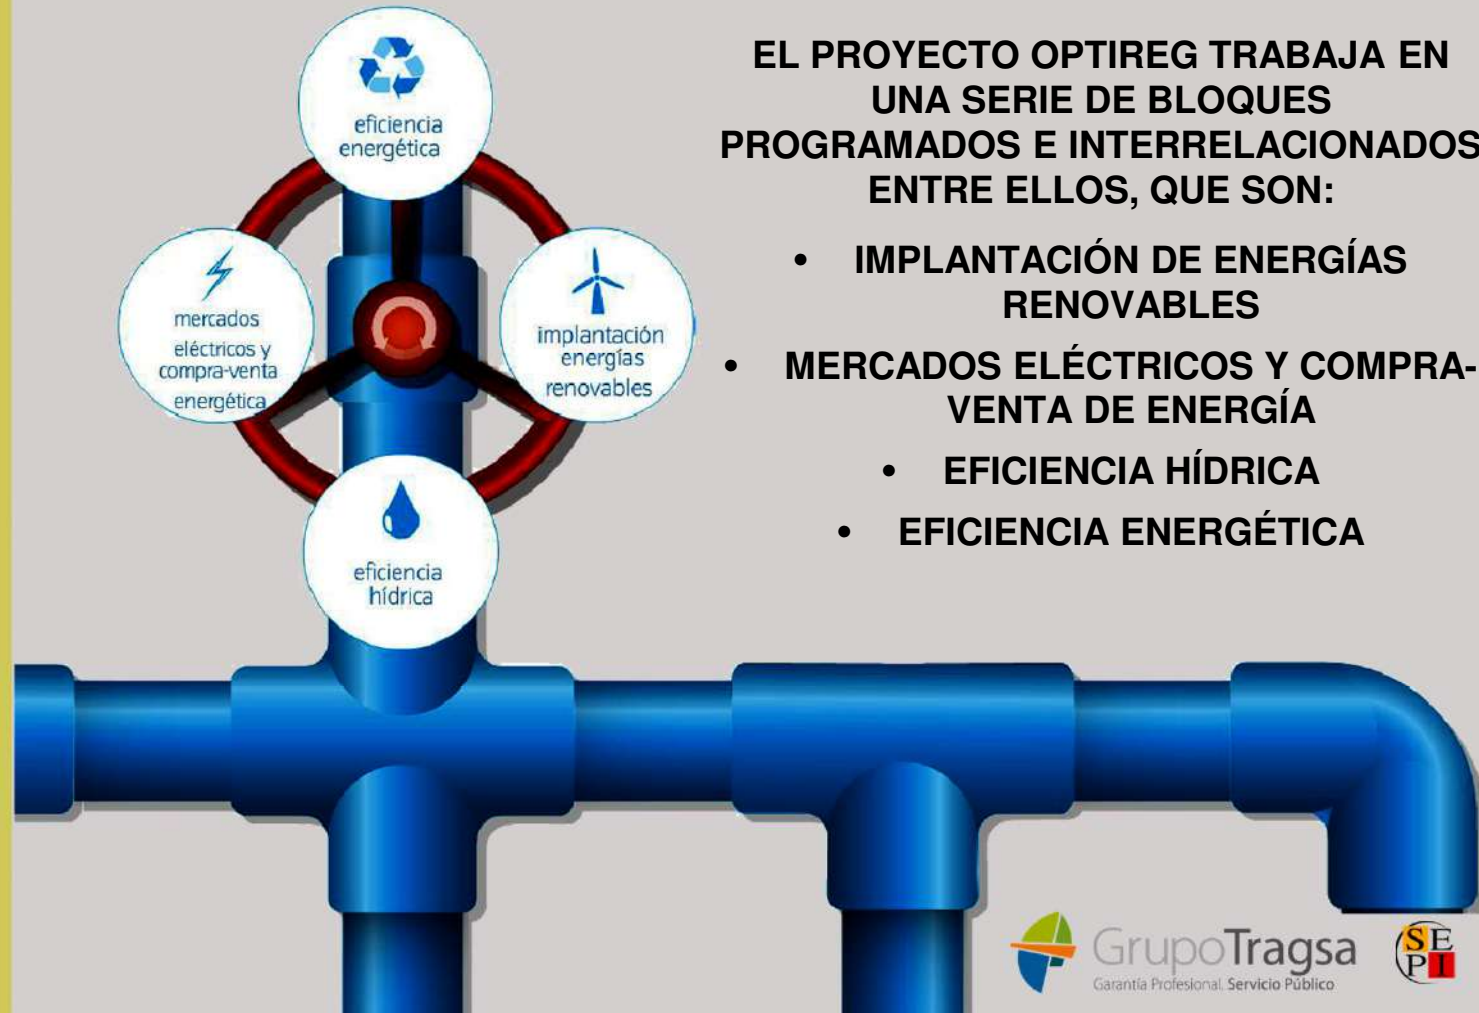 eficiencia
energética
mercados
eléctricos y
compra-venta
energética
implantación
energías
renovables
eficiencia
hídrica
EL PROYECTO OPTIREG TRABAJA EN
UNA SERIE DE BLOQUES
PROGRAMADOS E INTERRELACIONADOS
ENTRE ELLOS, QUE SON:
• IMPLANTACIÓN DE ENERGÍAS
RENOVABLES
• MERCADOS ELÉCTRICOS Y COMPRA-
VENTA DE ENERGÍA
• EFICIENCIA HÍDRICA
• EFICIENCIA ENERGÉTICA
GrupoTragsa
Garantía Profesional. Servicio Público
SE
PI